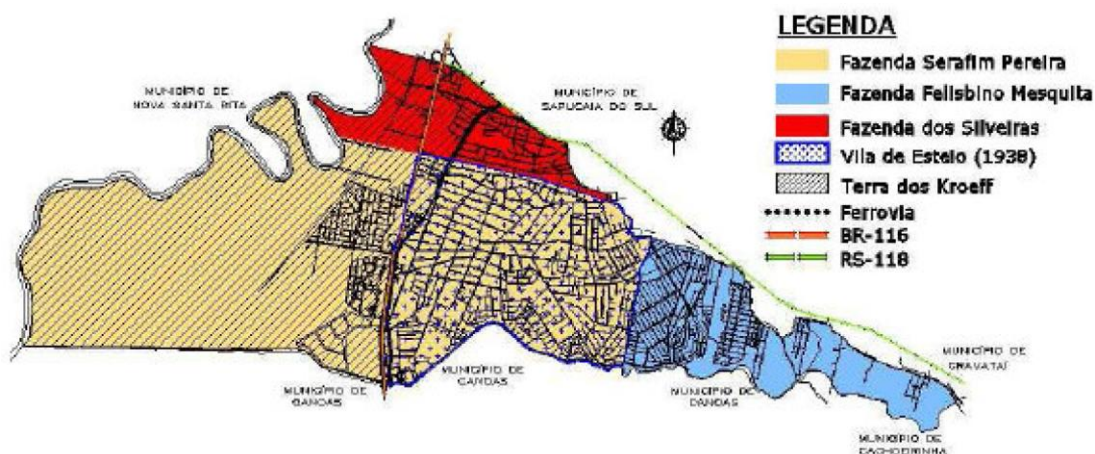 LEGENDA
Fazenda Serafim Pereira
Fazenda Felisbino Mesquita
Fazenda dos Silveiras
Vila de Esteio (1938)
Terra dos Kroeff
Ferrovia
BR-116
RS-118
MUNICÍPIO DE
NOVA SANTA RITA
MUNICÍPIO DE
SAPUCAIA DO SUL
MUNICÍPIO DE
GRAVATAÍ
MUNICÍPIO DE
CANOAS
MUNICÍPIO DE
CANOAS
MUNICÍPIO DE
CANOAS
MUNICÍPIO DE
CACHOEIRINHA